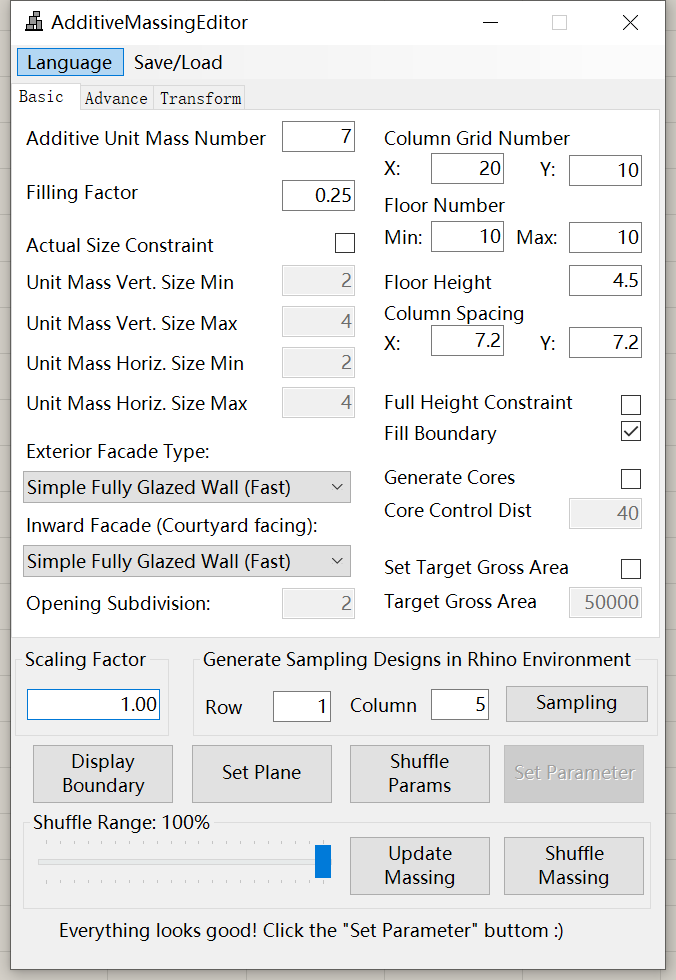 AdditiveMassingEditor
Language Save/Load
Basic Advance Transform
Additive Unit Mass Number 7
Filling Factor 0.25
Actual Size Constraint
Unit Mass Vert. Size Min 2
Unit Mass Vert. Size Max 4
Unit Mass Horiz. Size Min 2
Unit Mass Horiz. Size Max 4
Exterior Facade Type:
Simple Fully Glazed Wall (Fast)
Inward Facade (Courtyard facing):
Simple Fully Glazed Wall (Fast)
Opening Subdivision: 2
Column Grid Number
X: 20 Y: 10
Floor Number
Min: 10 Max: 10
Floor Height 4.5
Column Spacing
X: 7.2 Y: 7.2
Full Height Constraint
Fill Boundary
Generate Cores
Core Control Dist 40
Set Target Gross Area
Target Gross Area 50000
Scaling Factor
1.00
Generate Sampling Designs in Rhino Environment
Row 1 Column 5 Sampling
Display
Boundary
Set Plane
Shuffle
Params
Set Parameter
Shuffle Range: 100%
Update
Massing
Shuffle
Massing
Everything looks good! Click the "Set Parameter" buttom :)